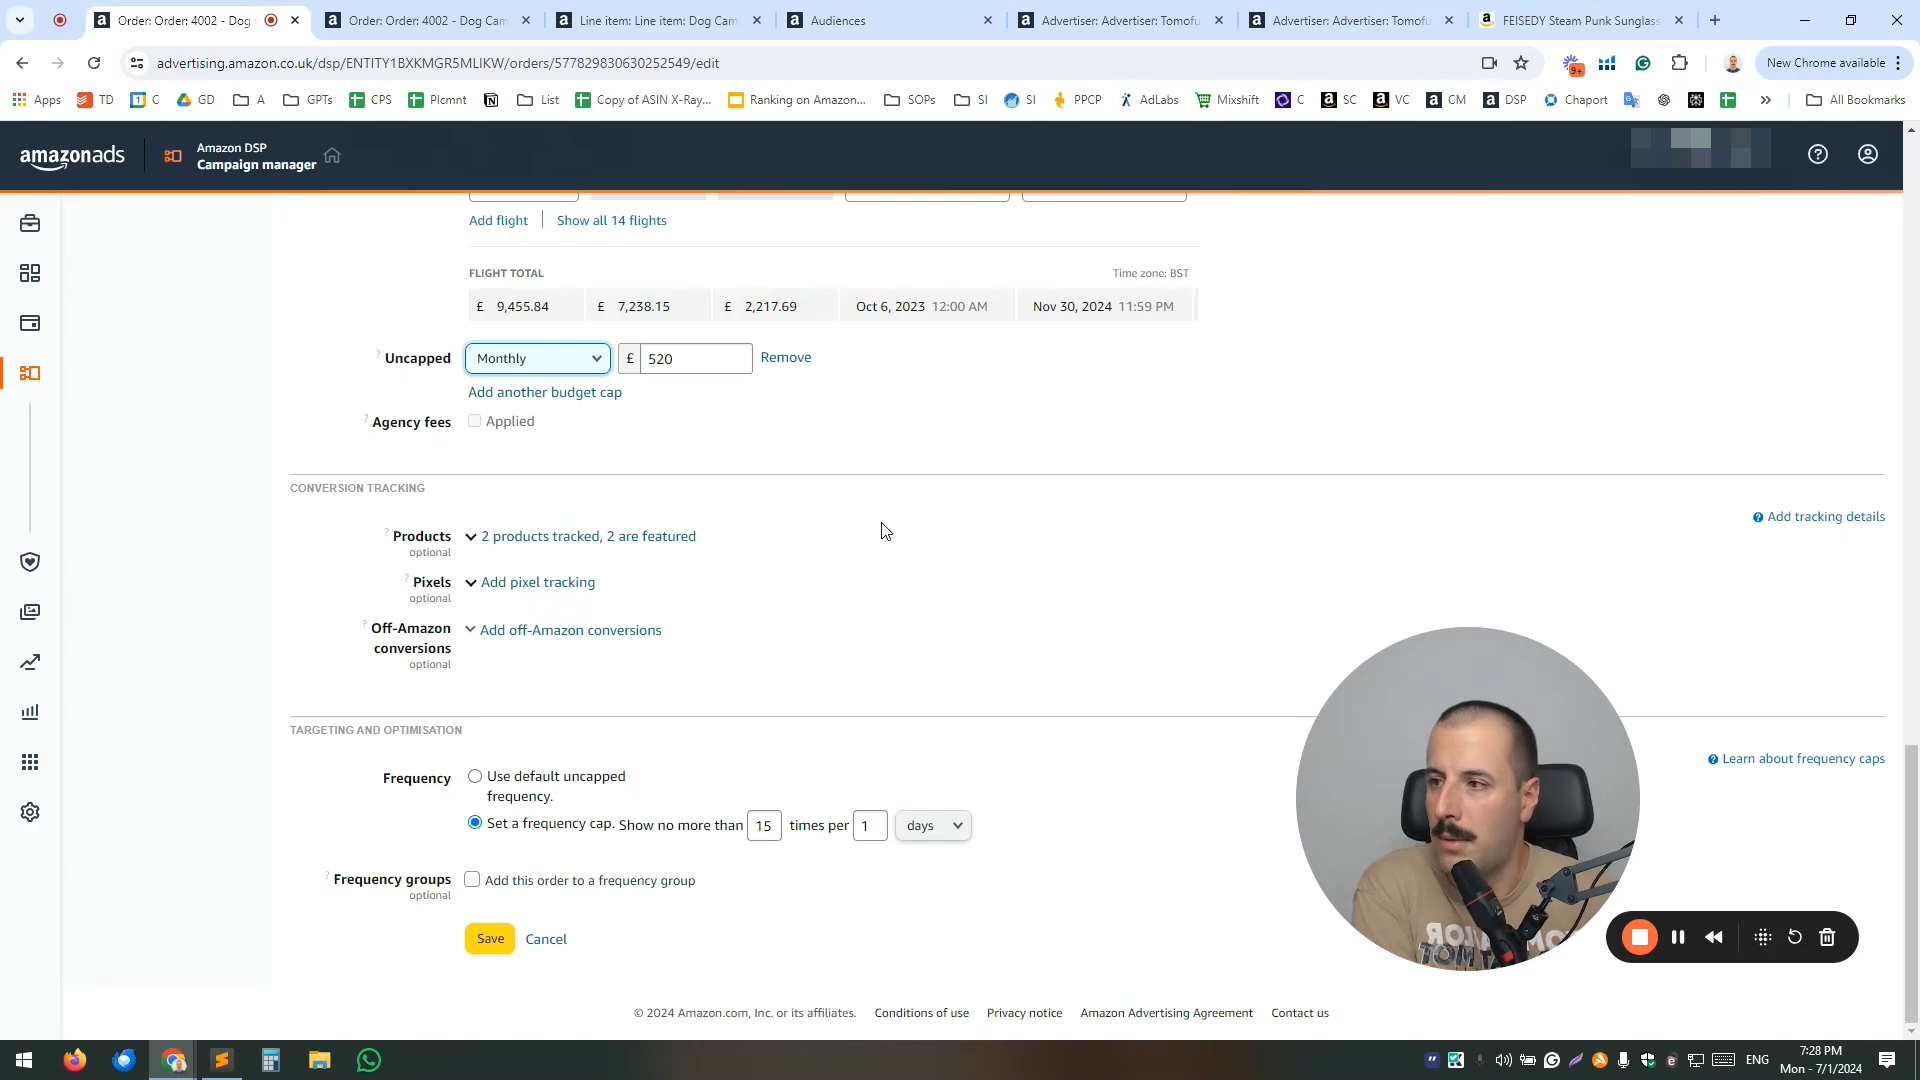 Order: Order: 4002 - Dog
Order: Order: 4002 - Dog Cam
Line item: Line item: Dog Cam
Audiences
Advertiser: Advertiser: Tomofu
Advertiser: Advertiser: Tomofu
FEISEDY Steam Punk Sunglass
advertising.amazon.co.uk/dsp/ENTITY1BXKMGR5MLIKW/orders/577829830630252549/edit
9+
New Chrome available
Apps
TD
C
GD
A
GPTs
CPS
Plcmnt
List
Copy of ASIN X-Ray...
Ranking on Amazon...
SOPs
SI
SI
PPCP
AdLabs
Mixshift
C
SC
VC
CM
DSP
Chaport
All Bookmarks
amazonads
Amazon DSP
Campaign manager
Add flight
Show all 14 flights
FLIGHT TOTAL
Time zone: BST
£ 9,455.84
£ 7,238.15
£ 2,217.69
Oct 6, 2023 12:00 AM
Nov 30, 2024 11:59 PM
? Uncapped
Monthly
£ 520
Remove
Add another budget cap
? Agency fees
Applied
CONVERSION TRACKING
Add tracking details
? Products
optional
2 products tracked, 2 are featured
? Pixels
optional
Add pixel tracking
? Off-Amazon
conversions
optional
Add off-Amazon conversions
TARGETING AND OPTIMISATION
Learn about frequency caps
Frequency
Use default uncapped
frequency.
Set a frequency cap. Show no more than 15 times per 1 days
? Frequency groups
optional
Add this order to a frequency group
Save
Cancel
© 2024 Amazon.com, Inc. or its affiliates.
Conditions of use
Privacy notice
Amazon Advertising Agreement
Contact us
ENG
7:28 PM
Mon - 7/1/2024